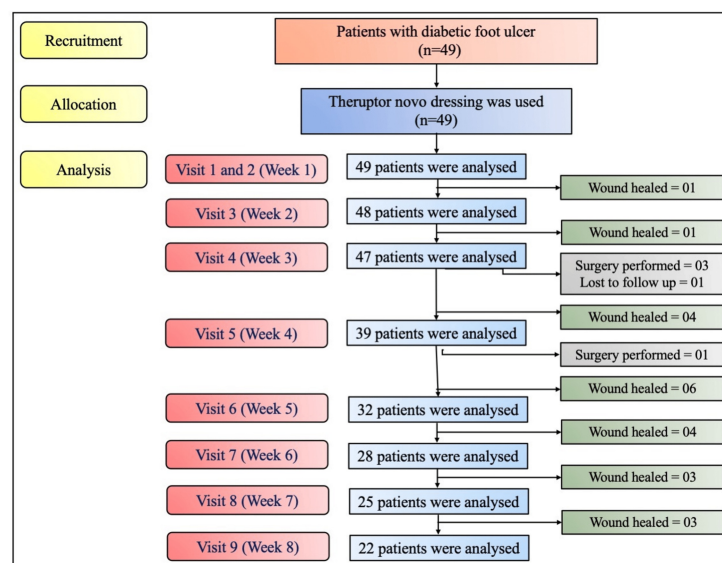 Recruitment
Patients with diabetic foot ulcer
(n=49)
Allocation
Theruptor novo dressing was used
(n=49)
Analysis
Visit 1 and 2 (Week 1)
49 patients were analysed
Wound healed = 01
Visit 3 (Week 2)
48 patients were analysed
Wound healed = 01
Visit 4 (Week 3)
47 patients were analysed
Surgery performed = 03
Lost to follow up = 01
Wound healed = 04
Visit 5 (Week 4)
39 patients were analysed
Surgery performed = 01
Wound healed = 06
Visit 6 (Week 5)
32 patients were analysed
Wound healed = 04
Visit 7 (Week 6)
28 patients were analysed
Wound healed = 03
Visit 8 (Week 7)
25 patients were analysed
Wound healed = 03
Visit 9 (Week 8)
22 patients were analysed